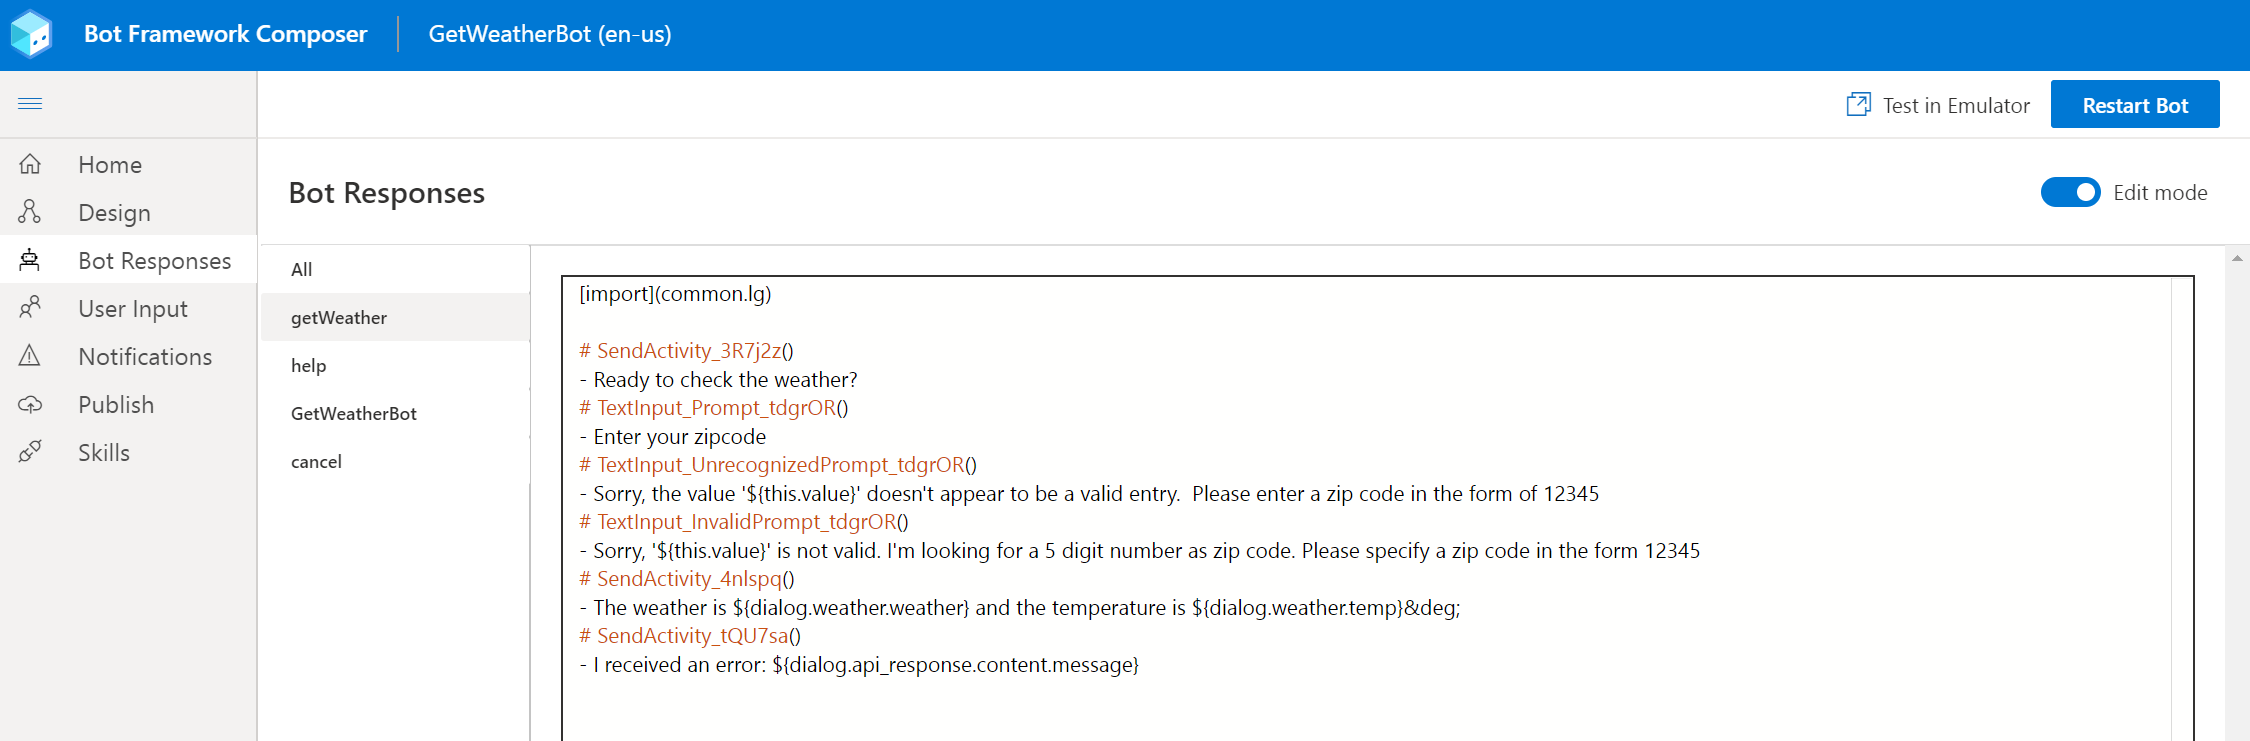 Bot Framework Composer
GetWeatherBot (en-us)
Test in Emulator
Restart Bot
Home
Design
Bot Responses
User Input
Notifications
Publish
Skills
Bot Responses
Edit mode
All
getWeather
help
GetWeatherBot
cancel
[import](common.lg)
# SendActivity_3R7j2z()
- Ready to check the weather?
# TextInput_Prompt_tdgrOR()
- Enter your zipcode
# TextInput_UnrecognizedPrompt_tdgrOR()
- Sorry, the value '${this.value}' doesn't appear to be a valid entry.  Please enter a zip code in the form of 12345
# TextInput_InvalidPrompt_tdgrOR()
- Sorry, '${this.value}' is not valid. I'm looking for a 5 digit number as zip code. Please specify a zip code in the form 12345
# SendActivity_4nlspq()
- The weather is ${dialog.weather.weather} and the temperature is ${dialog.weather.temp}&deg;
# SendActivity_tQU7sa()
- I received an error: ${dialog.api_response.content.message}